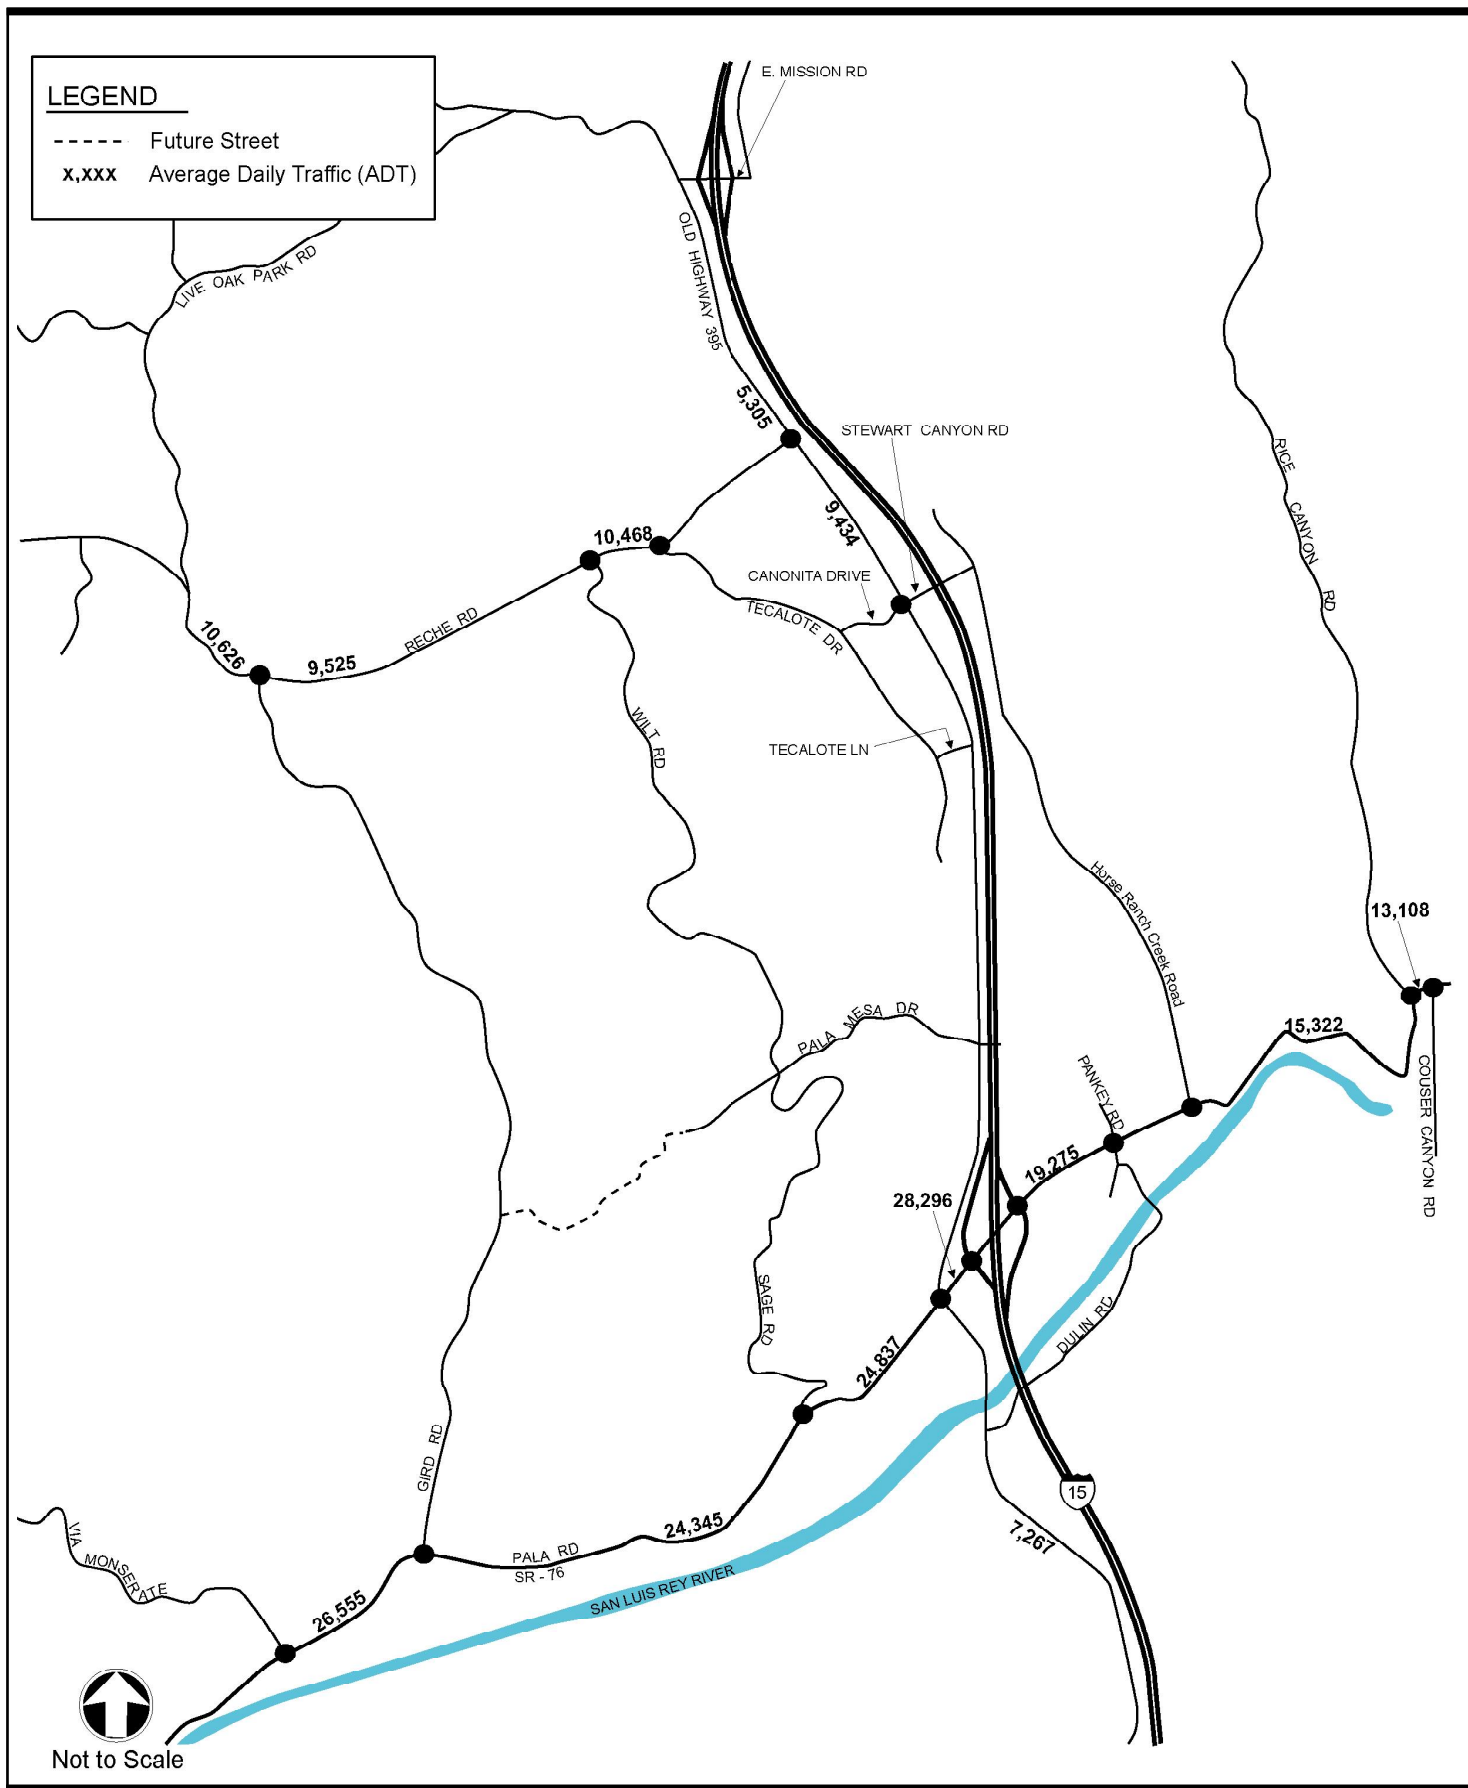 E. MISSION RD
LEGEND
Future Street
X,XXX Average Daily Traffic (ADT)
OLD HIGHWAY 395
LIVE OAK PARK RD
5,305
STEWART CANYON RD
RICE CANYON RD
9,434
10,468
CANONITA DRIVE
TECALOTE DR
RECHE RD
10,626
9,525
WILT RD
TECALOTE LN
Horse Ranch Creek Road
13,108
PALA MESA DR
15,322
PANKEY RD
COUSER CANYON RD
19,275
28,296
SAGE RD
DULIN RD
24,837
GIRD RD
15
VIA MONSERATE
24,345
7,267
PALA RD
SR - 76
SAN LUIS REY RIVER
26,555
Not to Scale